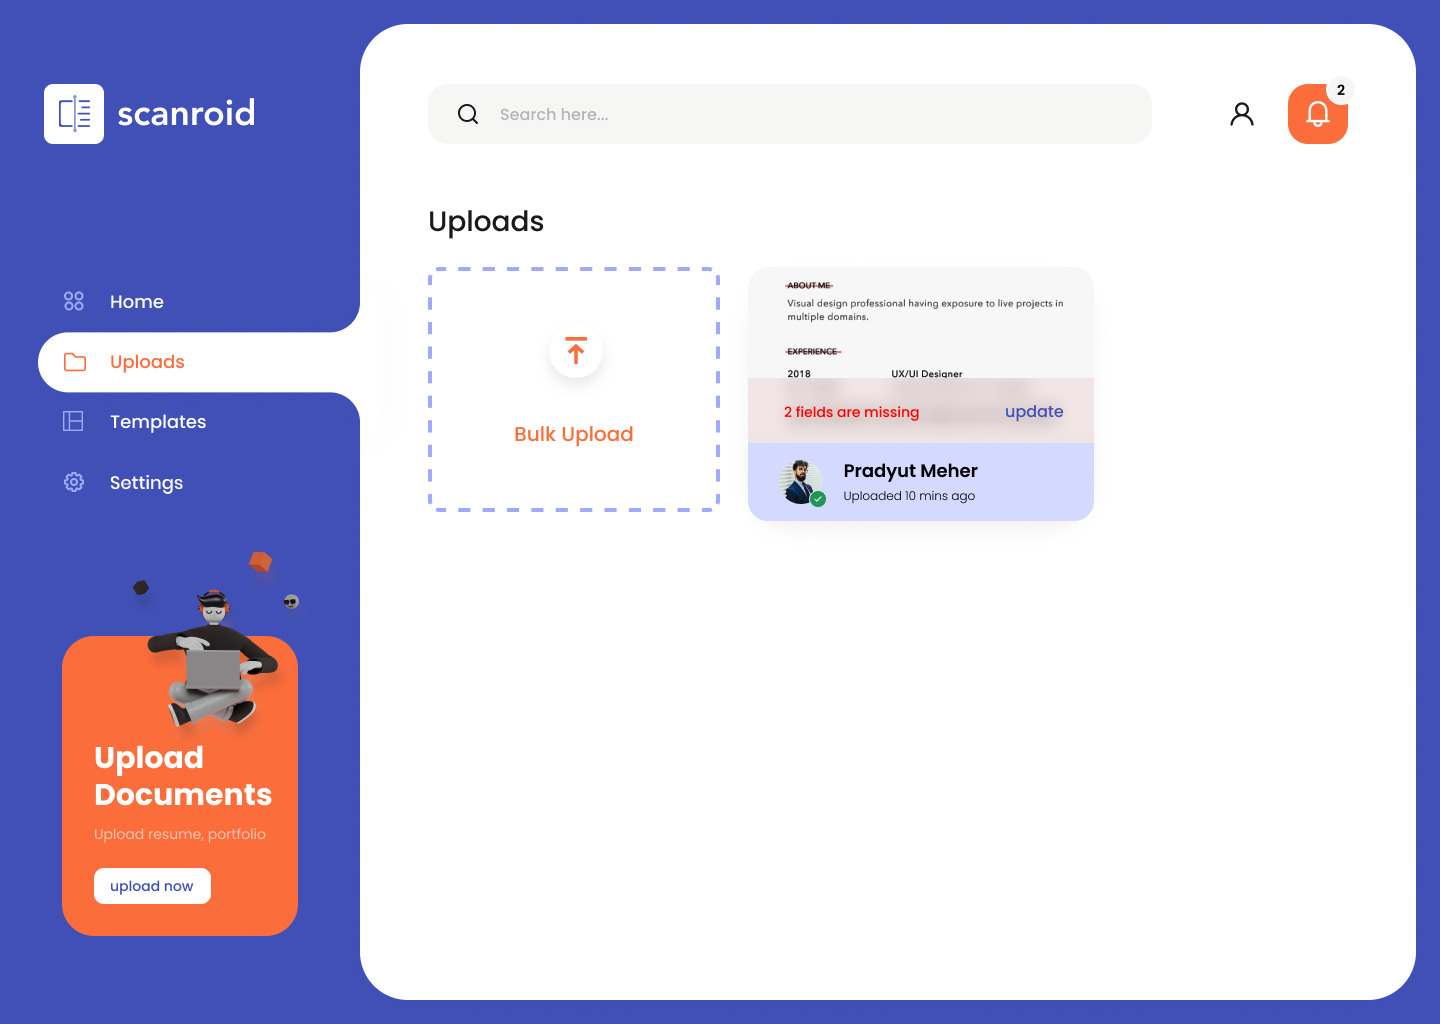 scanroid
Search here...
2
Uploads
Home
Uploads
Templates
Settings
Bulk Upload
ABOUT ME
Visual design professional having exposure to live projects in
multiple domains.
EXPERIENCE
2018 UX/UI Designer
2 fields are missing update
Pradyut Meher
Uploaded 10 mins ago
Upload
Documents
Upload resume, portfolio
upload now